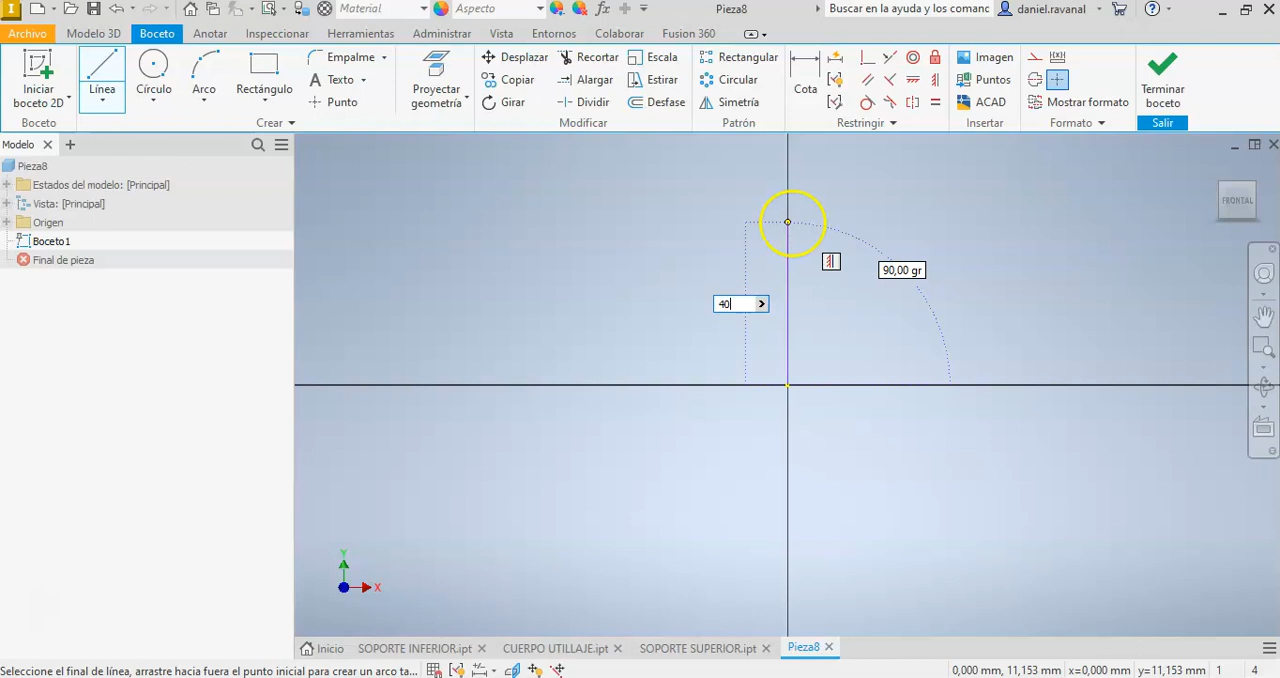 Material
Aspecto
fx
Pieza8
Buscar en la ayuda y los comanc
daniel.ravanal
Archivo Modelo 3D Boceto Anotar Inspeccionar Herramientas Administrar Vista Entornos Colaborar Fusion 360
Iniciar
boceto 2D
Boceto
Línea
Círculo
Arco
Rectángulo
Empalme
Texto
Punto
Crear
Proyectar
geometría
Desplazar
Copiar
Girar
Recortar
Alargar
Dividir
Escala
Estirar
Desfase
Modificar
Rectangular
Circular
Simetría
Patrón
Cota
Restringir
Imagen
Puntos
ACAD
Insertar
Mostrar formato
Formato
Terminar
boceto
Salir
Modelo
Pieza8
Estados del modelo: [Principal]
Vista: [Principal]
Origen
Boceto1
Final de pieza
FRONTAL
90,00 gr
40
Y
X
Inicio SOPORTE INFERIOR.ipt CUERPO UTILLAJE.ipt SOPORTE SUPERIOR.ipt Pieza8
Seleccione el final de línea, arrastre hacia fuera el punto inicial para crear un arco ta...
0,000 mm, 11,153 mm x=0,000 mm y=11,153 mm 1 4